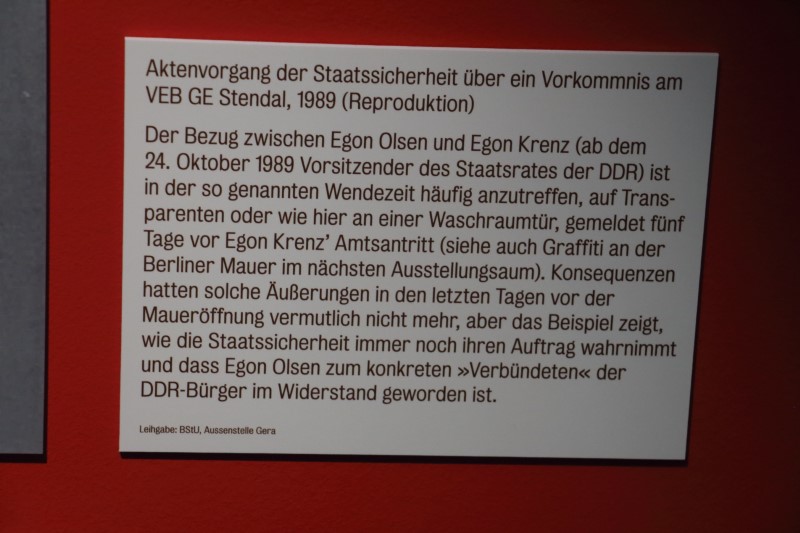 Aktenvorgang der Staatssicherheit über ein Vorkommnis am
VEB GE Stendal, 1989 (Reproduktion)
Der Bezug zwischen Egon Olsen und Egon Krenz (ab dem
24. Oktober 1989 Vorsitzender des Staatsrates der DDR) ist
in der so genannten Wendezeit häufig anzutreffen, auf Trans-
parenten oder wie hier an einer Waschraumtür, gemeldet fünf
Tage vor Egon Krenz’ Amtsantritt (siehe auch Graffiti an der
Berliner Mauer im nächsten Ausstellungsaum). Konsequenzen
hatten solche Äußerungen in den letzten Tagen vor der
Maueröffnung vermutlich nicht mehr, aber das Beispiel zeigt,
wie die Staatssicherheit immer noch ihren Auftrag wahrnimmt
und dass Egon Olsen zum konkreten »Verbündeten« der
DDR-Bürger im Widerstand geworden ist.
Leihgabe: BStU, Aussenstelle Gera